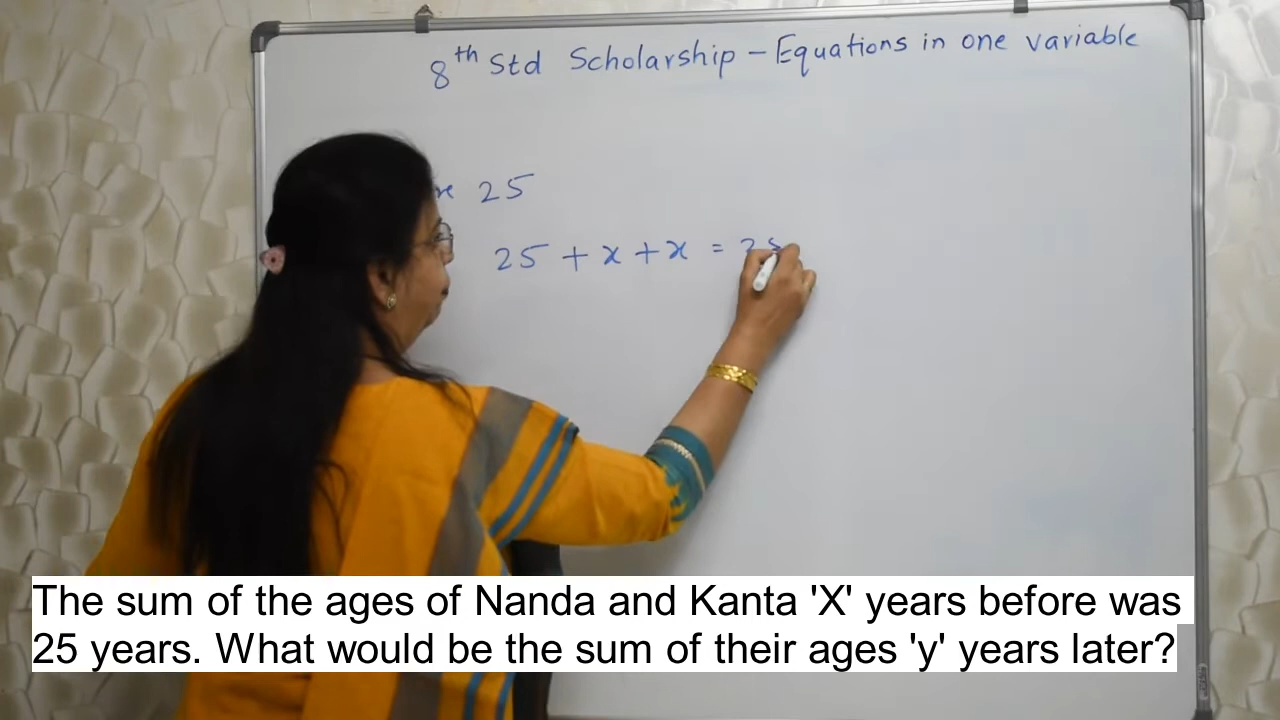 8th Std Scholarship - Equations in one variable
25
25 + x + x = 25
The sum of the ages of Nanda and Kanta 'X' years before was
25 years. What would be the sum of their ages 'y' years later?